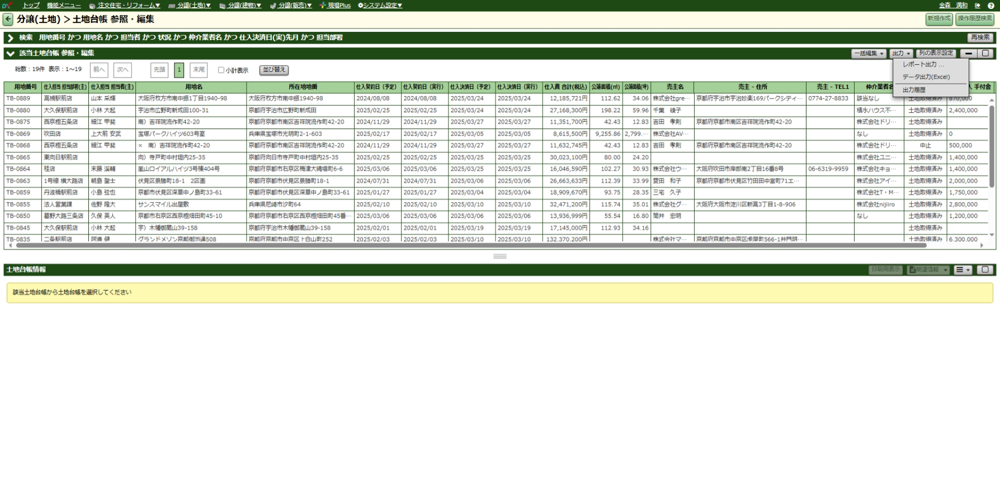 DX トップ 機能メニュー 注文住宅・リフォーム▼ 分譲(土地)▼ 分譲(建物)▼ 分譲(販売)▼ 現場Plus システム設定▼ 金森 満和
分譲(土地) ＞土地台帳 参照・編集 新規作成 操作履歴検索
検索 用地番号 かつ 用地名 かつ 担当者 かつ 状況 かつ 仲介業者名 かつ 仕入決済日(実)先月 かつ 担当部署 再検索
該当土地台帳 参照・編集 一括編集 ▼ 出力 ▼ 列の表示設定
総数：19件 表示：1～19 前へ 次へ 先頭 1 末尾 小計表示 並び替え
レポート出力 ...
データ出力(Excel)
出力履歴
用地番号 仕入担当 担当部署(主) 仕入担当 担当者(主) 用地名 所在地地番 仕入契約日（予定） 仕入契約日（実行） 仕入決済日（予定） 仕入決済日（実行） 仕入費 合計(税込) 公簿面積(㎡) 公簿面積(坪) 売主名 売主 - 住所 売主 - TEL1 仲介業者名 手付金
TB-0889 高槻駅前店 山本 采輝 大阪府枚方市南中振1丁目1940-98 大阪府枚方市南中振1940-98 2024/08/08 2024/08/08 2025/03/24 2025/03/24 12,185,721円 112.62 34.06 株式会社gre… 京都府宇治市宇治妙楽169パークシティ… 0774-27-8833 該当なし 土地取得済み 870,000
TB-0880 大久保駅前店 小林 大起 宇治市広野町新成田100-31 京都府宇治市広野町新成田 2025/02/25 2025/02/25 2025/03/24 2025/03/24 27,168,300円 198.22 59.96 千葉 綾子 積水ハウス不… 土地取得済み 2,400,000
TB-0875 西京極五条店 細江 甲斐 南）吉祥院流作町42-20 京都府京都市南区吉祥院流作町42-20 2024/11/29 2024/11/29 2025/03/27 2025/03/27 11,351,700円 42.43 12.83 吉田 孝則 京都府京都市南区吉祥院流作町42-20 株式会社ドリ… 土地取得済み
TB-0869 吹田店 上大前 安武 宝塚パークハイツ603号室 兵庫県宝塚市光明町2-1-603 2025/02/17 2025/02/17 2025/03/05 2025/03/05 8,615,500円 9,255.86 2,799.… 株式会社AV… なし 土地取得済み 0
TB-0868 西京極五条店 細江 甲斐 × 南）吉祥院流作町42-20 京都府京都市南区吉祥院流作町42-20 2024/11/29 2024/11/29 2025/03/27 2025/03/27 11,632,745円 42.43 12.83 吉田 孝則 京都府京都市南区吉祥院流作町42-20 株式会社ドリ… 中止 500,000
TB-0865 東向日駅前店 向）寺戸町中村垣内25-35 京都府向日市寺戸町中村垣内25-35 2025/02/25 2025/02/25 2025/03/25 2025/03/25 30,023,100円 80.00 24.20 株式会社ユニ… 土地取得済み 1,400,000
TB-0864 桂店 末藤 渓輔 嵐山ロイアルハイツ3号棟404号 京都府京都市右京区梅津大縄場町6-6 2025/03/06 2025/03/06 2025/03/25 2025/03/25 16,046,590円 102.27 30.93 株式会社ウ… 大阪府吹田市岸部南2丁目16番8号 06-6319-9959 株式会社キョ… 土地取得済み 1,400,000
TB-0863 1号線 横大路店 朝島 聖士 伏見区景勝町18-1 2区画 京都府京都市伏見区景勝町18-1 2024/07/31 2024/07/31 2025/03/06 2025/03/06 26,663,633円 112.39 33.99 和子 京都府京都市伏見区竹田田中宮町71エ… 株式会社アイ… 土地取得済み 2,000,000
TB-0859 丹波橋駅前店 小島 弦也 京都市伏見区深草中ノ島町33-61 京都府京都市伏見区深草中ノ島町33-61 2025/01/27 2025/01/27 2025/03/04 2025/03/04 18,909,670円 93.75 28.35 三宅 久子 株式会社T・M… 土地取得済み 1,750,000
TB-0855 法人営業課 佐野 隆大 サンスマイル出屋敷 兵庫県尼崎市汐町64 2025/02/10 2025/02/10 2025/03/10 2025/03/10 32,471,200円 115.74 35.01 株式会社グ… 大阪府大阪市淀川区新高3丁目1-8-906 株式会社nijiiro 土地取得済み 2,800,000
TB-0850 葛野大路三条店 久保 英人 京都市右京区西京極畑田町45-10 京都府京都市右京区西京極畑田町45番… 2025/03/06 2025/03/06 2025/03/06 2025/03/06 13,936,999円 55.54 16.80 筒井 宏明 なし 土地取得済み 1,200,000
TB-0845 大久保駅前店 小林 大起 宇）木幡御蔵山39-158 京都府宇治市木幡御蔵山39-158 2025/02/01 2025/02/01 2025/03/19 2025/03/19 17,145,000円 112.93 34.16 土地取得済み
TB-0835 二条駅前店 阿濱 健 グランドメゾン京都御池通508 京都府京都市中京区下白山町252 2025/02/03 2025/02/03 2025/03/10 2025/03/10 132,370,200円 株式会社マ… 京都府京都市中京区虎屋町566-1井門明… 土地取得済み 6,300,000
土地台帳情報 印刷用表示 関連情報 ▼
該当土地台帳から土地台帳を選択してください